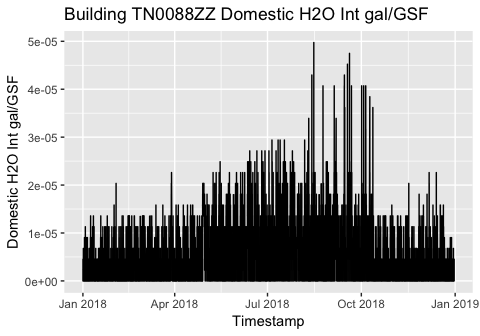 Building TN0088ZZ Domestic H2O Int gal/GSF
Domestic H2O Int gal/GSF
5e-05
4e-05
3e-05
2e-05
1e-05
0e+00
Jan 2018 Apr 2018 Jul 2018 Oct 2018 Jan 2019
Timestamp